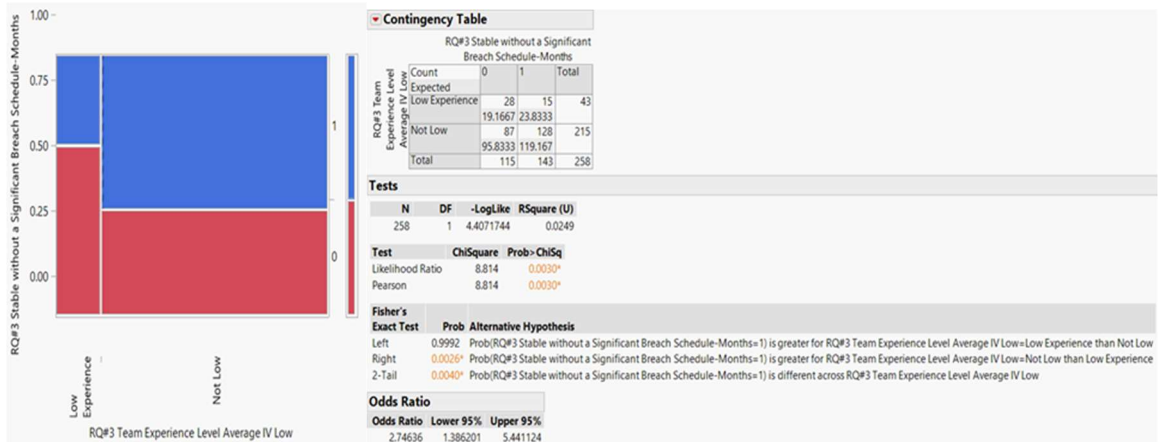 RQ#3 Stable without a Significant Breach Schedule-Months
1.00
0.75
0.50
0.25
0.00
1
0
Low
Experience
Not Low
RQ#3 Team Experience Level Average IV Low
Contingency Table
RQ#3 Stable without a Significant
Breach Schedule-Months
RQ#3 Team
Experience Level
Average IV Low
Count 0 1 Total
Expected
Low Experience 28 15 43
19.1667 23.8333
Not Low 87 128 215
95.8333 119.167
Total 115 143 258
Tests
N DF -LogLike RSquare (U)
258 1 4.4071744 0.0249
Test ChiSquare Prob>ChiSq
Likelihood Ratio 8.814 0.0030*
Pearson 8.814 0.0030*
Fisher's
Exact Test Prob Alternative Hypothesis
Left 0.9992 Prob(RQ#3 Stable without a Significant Breach Schedule-Months=1) is greater for RQ#3 Team Experience Level Average IV Low=Low Experience than Not Low
Right 0.0026* Prob(RQ#3 Stable without a Significant Breach Schedule-Months=1) is greater for RQ#3 Team Experience Level Average IV Low=Not Low than Low Experience
2-Tail 0.0040* Prob(RQ#3 Stable without a Significant Breach Schedule-Months=1) is different across RQ#3 Team Experience Level Average IV Low
Odds Ratio
Odds Ratio Lower 95% Upper 95%
2.74636 1.386201 5.441124